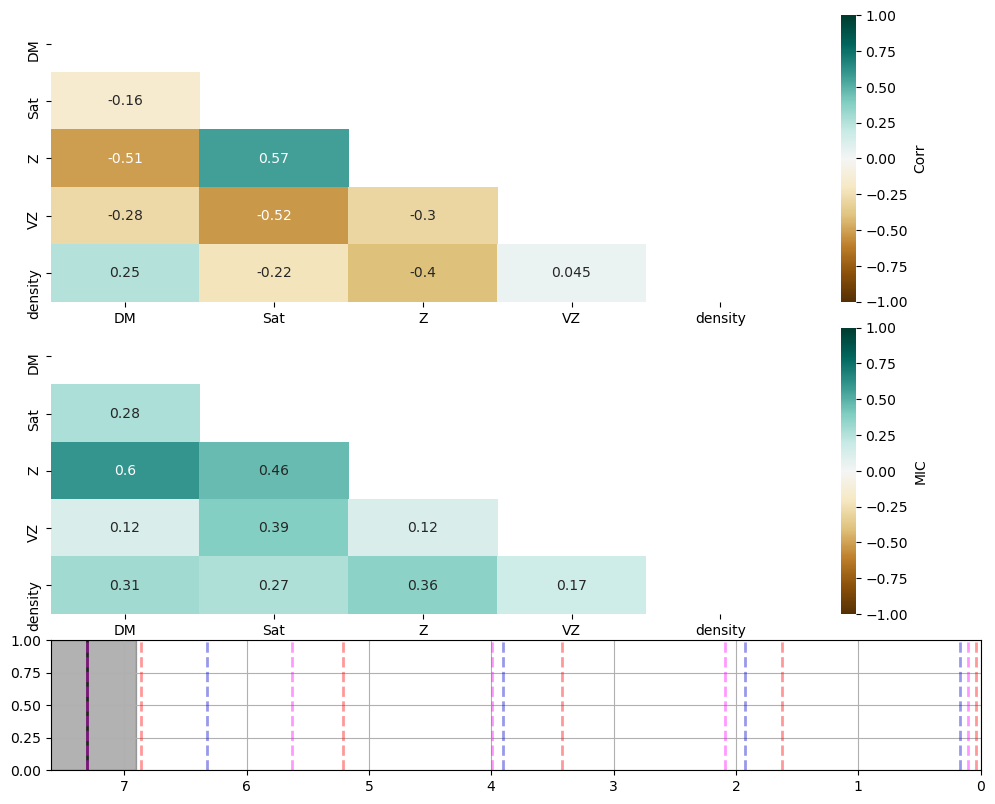 DM
Sat
-0.16
Z
-0.51 0.57
VZ
-0.28 -0.52 -0.3
density
0.25 -0.22 -0.4 0.045
DM Sat Z VZ density
1.00
0.75
0.50
0.25
0.00
−0.25
−0.50
−0.75
−1.00
Corr
DM
Sat
0.28
Z
0.6 0.46
VZ
0.12 0.39 0.12
density
0.31 0.27 0.36 0.17
DM Sat Z VZ density
1.00
0.75
0.50
0.25
0.00
−0.25
−0.50
−0.75
−1.00
MIC
1.00
0.75
0.50
0.25
0.00
7 6 5 4 3 2 1 0